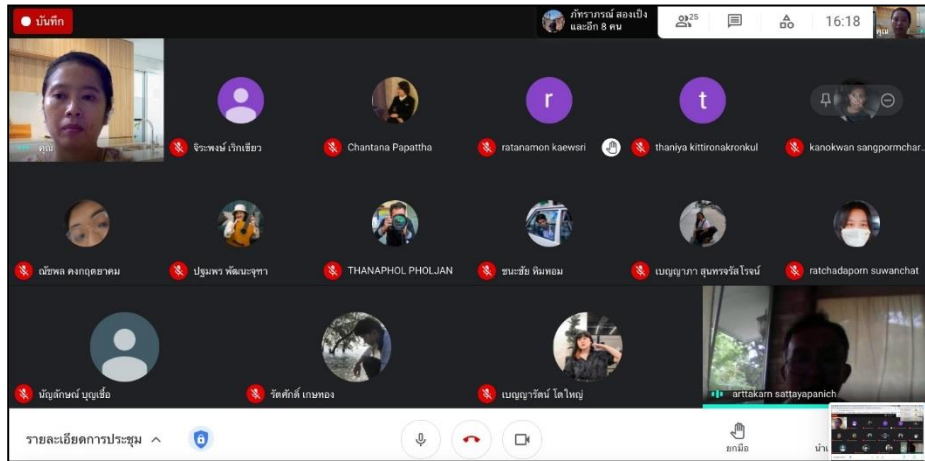 บันทึก
ภัทราภรณ์ สองเป็ง
และอีก 8 คน
25
16:18
คุณ
คุณ
จิระพงษ์ เริกเขียว
Chantana Papattha
r
ratanamon kaewsri
t
thaniya kittironakronkul
kanokwan sangpormchar...
ณัชพล คงกฤตยาคม
ปฐมพร พัฒนะจุฑา
THANAPHOL PHOLJAN
ชนะชัย หิมทอม
เบญญาภา สุนทรจรัสโรจน์
ratchadaporn suwanchat
นัญลักษณ์ บุญเชื้อ
รัตศักดิ์ เกษทอง
เบญญารัตน์ โตใหญ่
arttakarn sattayapanich
รายละเอียดการประชุม
ยกมือ